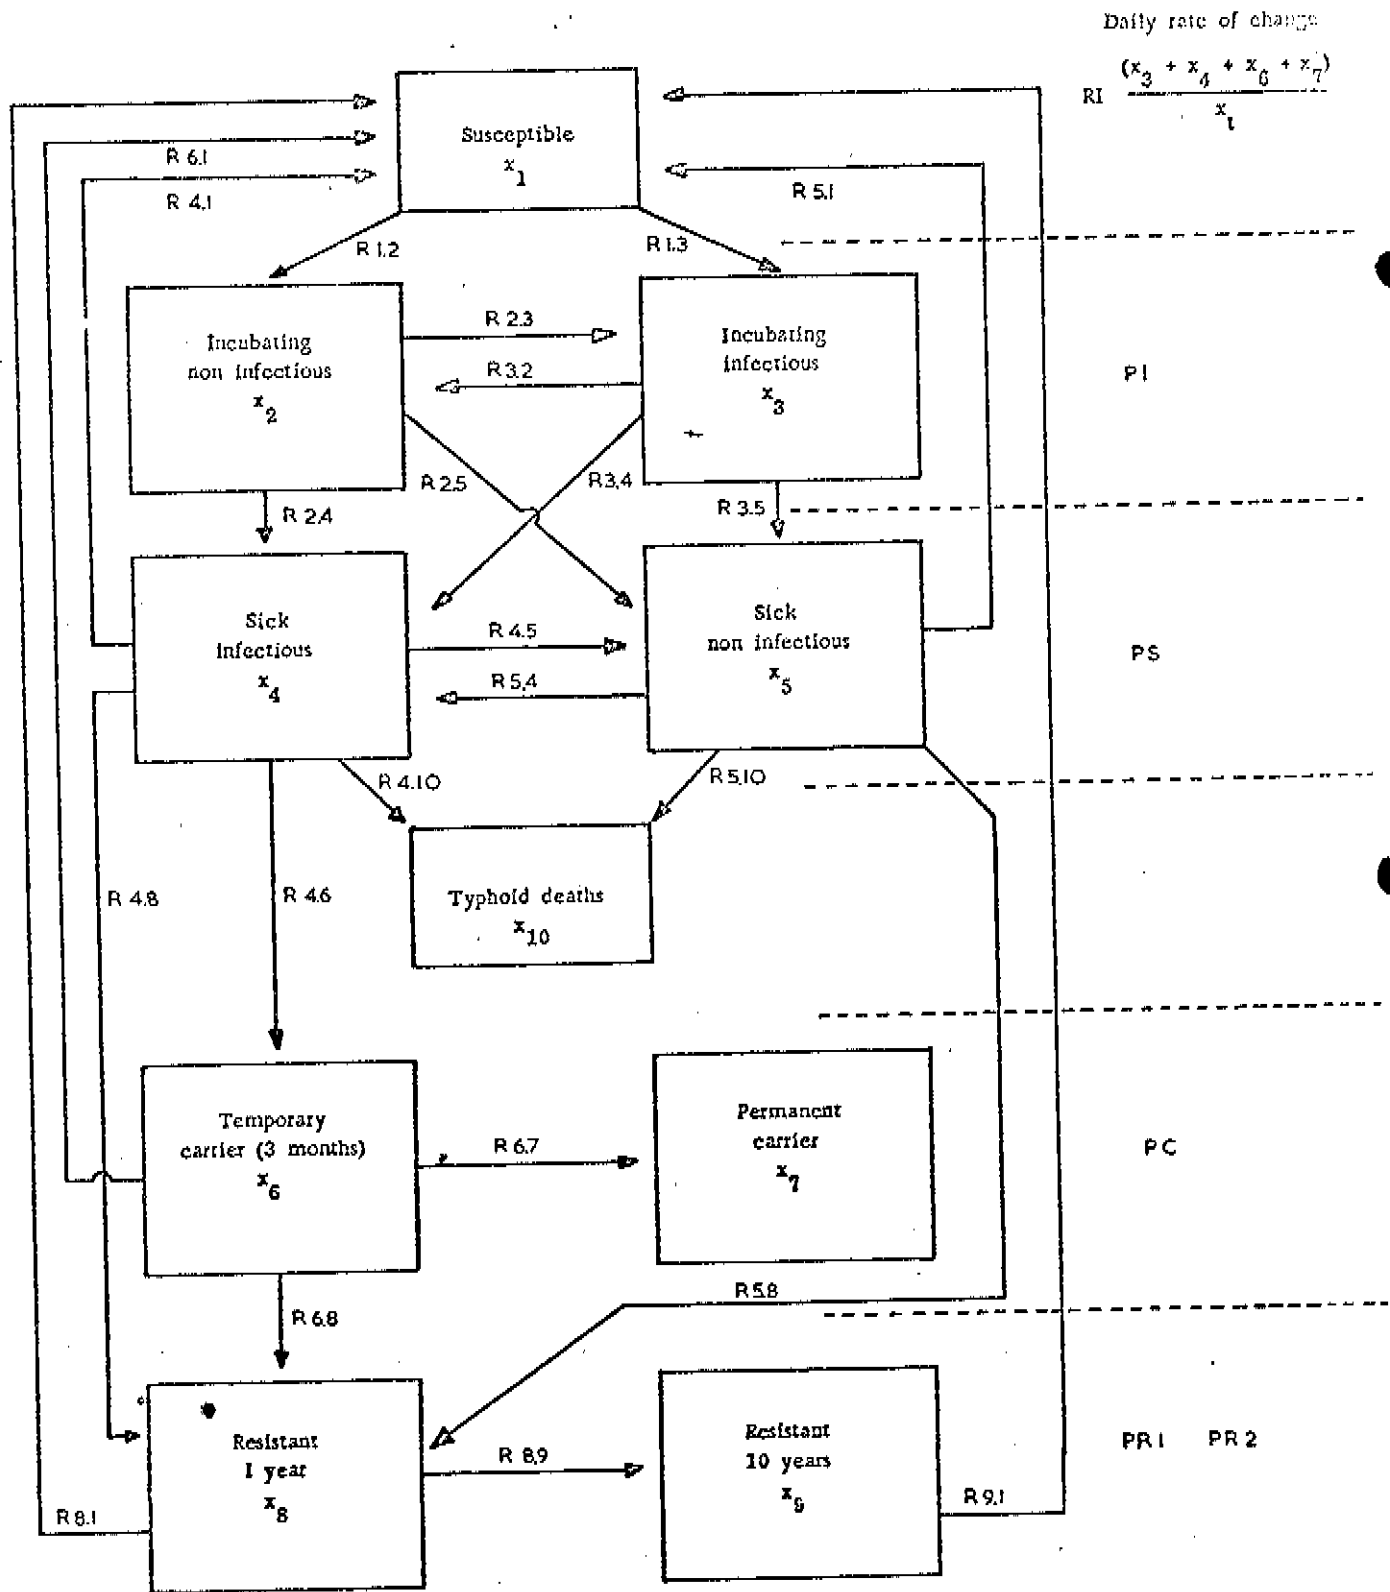 Daily rate of change
RI (x3 + x4 + x6 + x7)
x1
Susceptible
x1
R 6.1
R 4.1
R 5.1
R 1.2
R 1.3
Incubating
non infectious
x2
R 2.3
R 3.2
Incubating
infectious
x3
PI
R 2.5
R 3.4
R 2.4
R 3.5
Sick
infectious
x4
R 4.5
R 5.4
Sick
non infectious
x5
PS
R 4.10
R 5.10
R 4.8
R 4.6
Typhoid deaths
x10
Temporary
carrier (3 months)
x6
R 6.7
Permanent
carrier
x7
PC
R 5.8
R 6.8
Resistant
1 year
x8
R 8.9
Resistant
10 years
x9
PR 1 PR 2
R 8.1
R 9.1